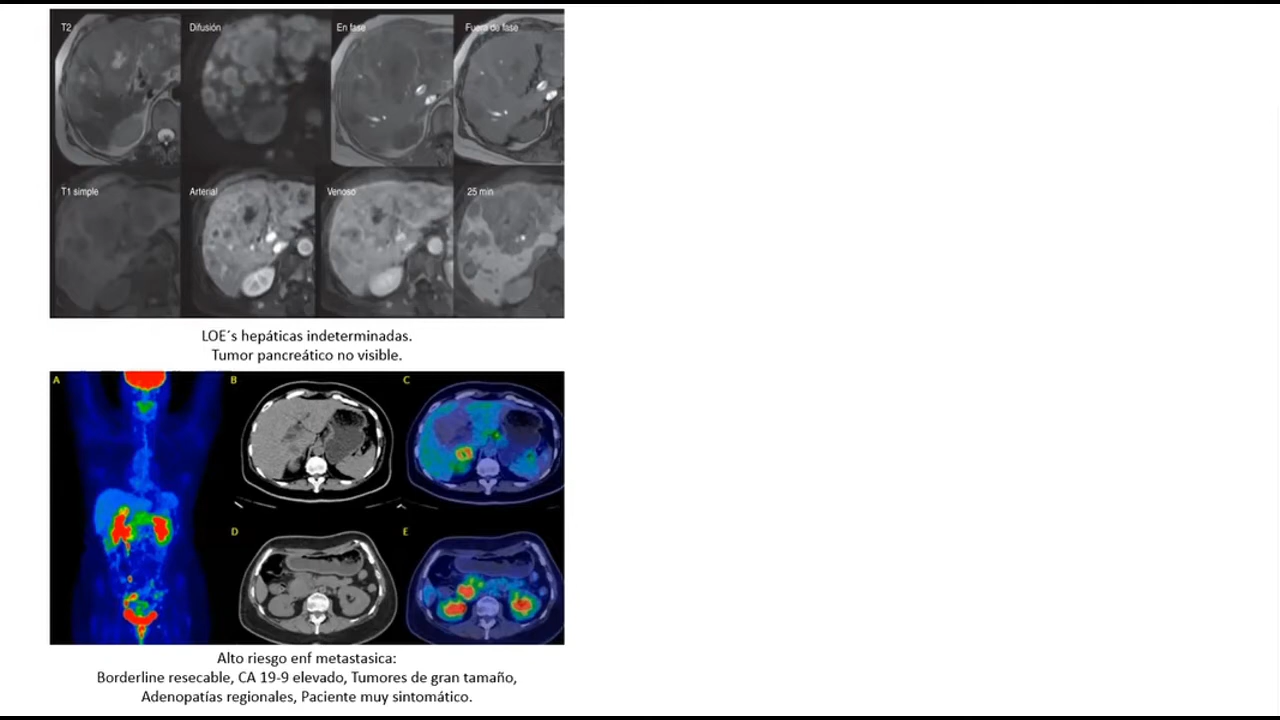 T2
Difusión
En fase
Fuera de fase
T1 simple
Arterial
Venoso
25 min
LOE´s hepáticas indeterminadas.
Tumor pancreático no visible.
A
B
C
D
E
Alto riesgo enf metastasica:
Borderline resecable, CA 19-9 elevado, Tumores de gran tamaño,
Adenopatías regionales, Paciente muy sintomático.